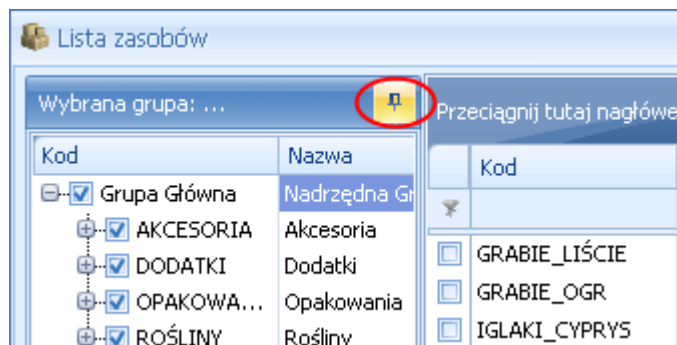 Lista zasobów
Wybrana grupa: ...
Przeciągnij tutaj nagłówe
Kod Nazwa
Kod
Grupa Główna Nadrzędna Gr
AKCESORIA Akcesoria
DODATKI Dodatki
OPAKOWA... Opakowania
ROŚLINY Rośliny
GRABIE_LIŚCIE
GRABIE_OGR
IGLAKI_CYPRYS